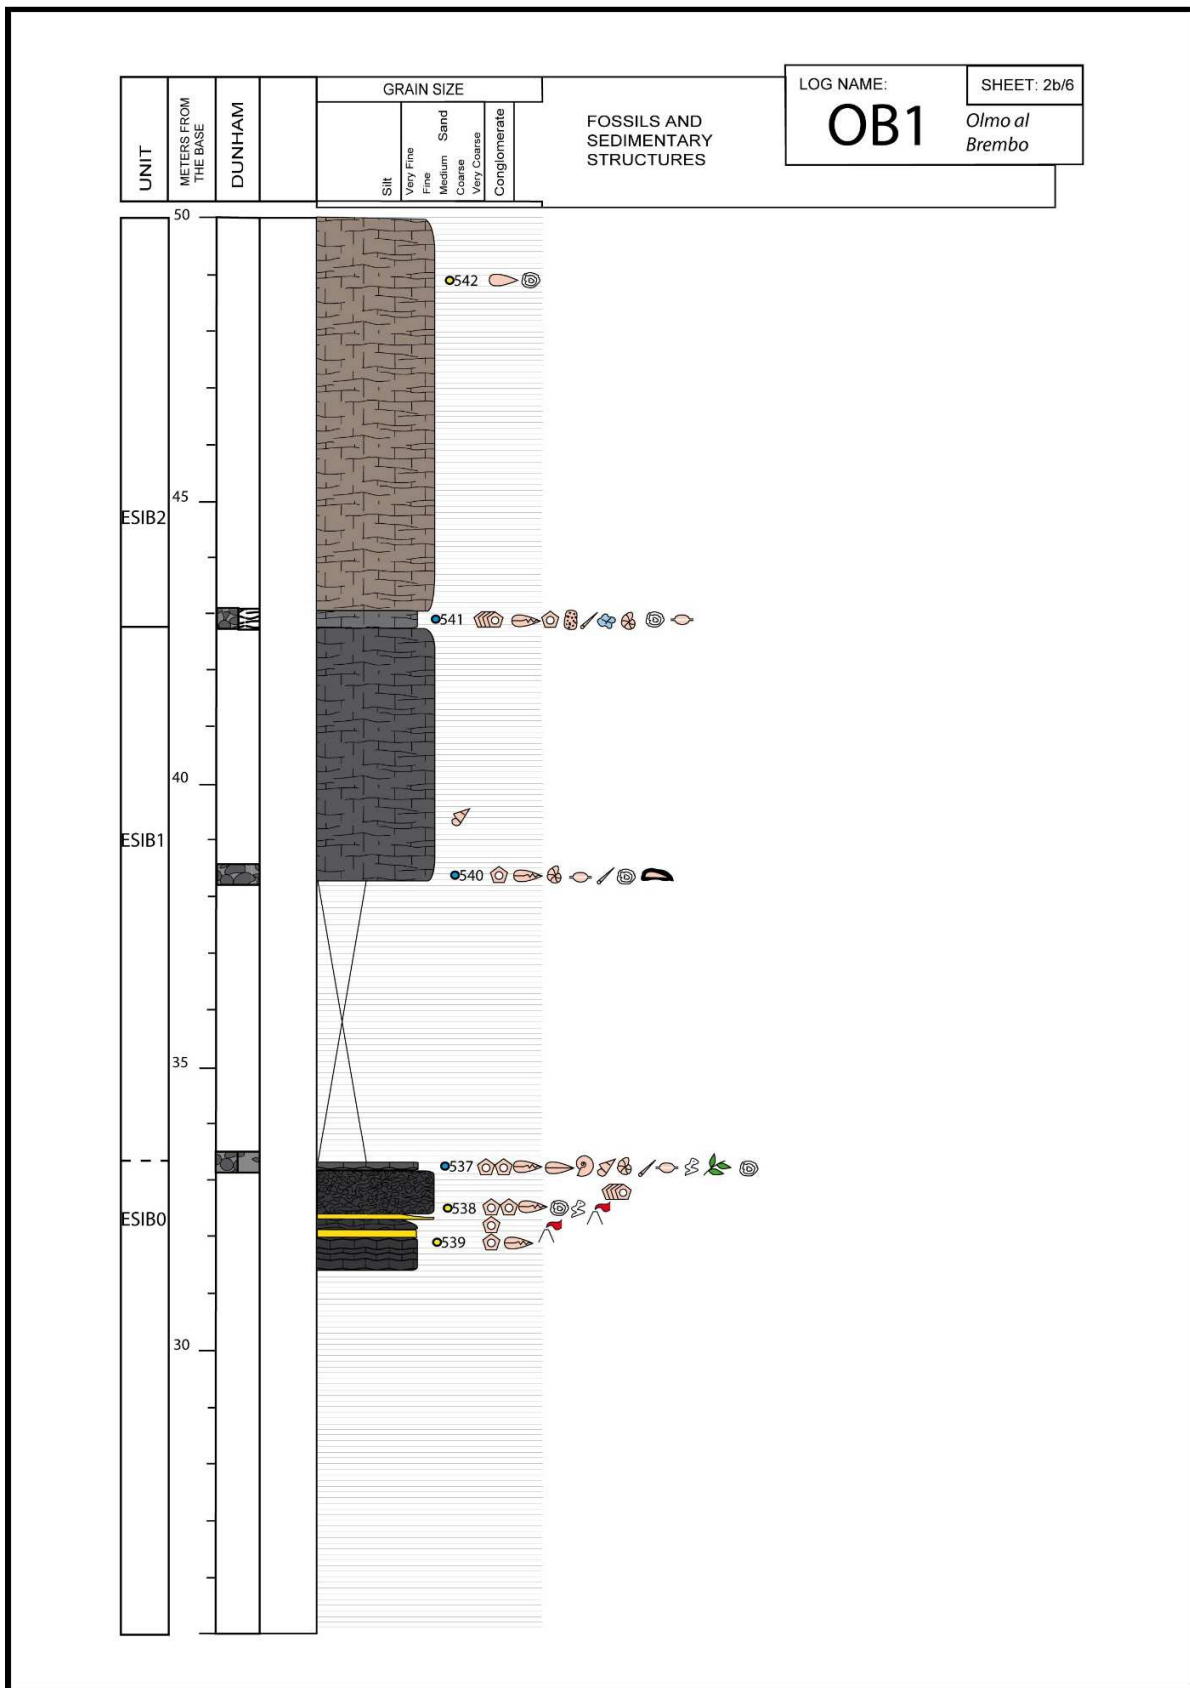 UNIT
METERS FROM
THE BASE
DUNHAM
GRAIN SIZE
Silt
Very Fine
Fine
Medium
Sand
Coarse
Very Coarse
Conglomerate
FOSSILS AND
SEDIMENTARY
STRUCTURES
LOG NAME:
OB1
SHEET: 2b/6
Olmo al
Brembo
50
542
45
ESIB2
541
40
ESIB1
540
35
537
538
ESIB0
539
30